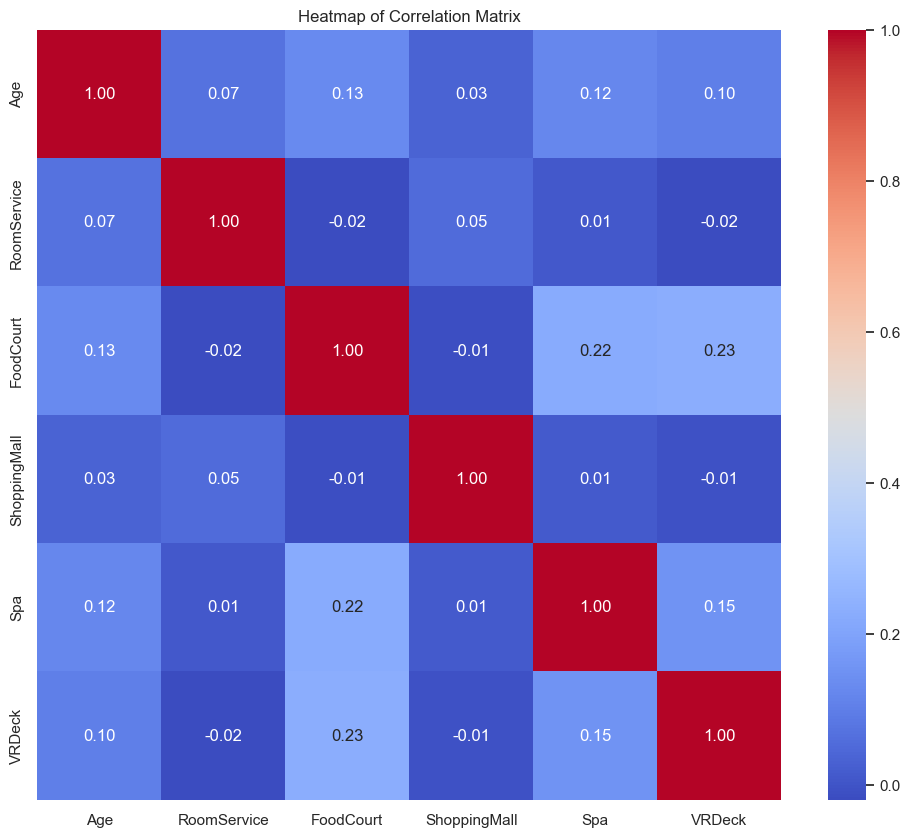 Heatmap of Correlation Matrix
Age 1.00 0.07 0.13 0.03 0.12 0.10
RoomService 0.07 1.00 -0.02 0.05 0.01 -0.02
FoodCourt 0.13 -0.02 1.00 -0.01 0.22 0.23
ShoppingMall 0.03 0.05 -0.01 1.00 0.01 -0.01
Spa 0.12 0.01 0.22 0.01 1.00 0.15
VRDeck 0.10 -0.02 0.23 -0.01 0.15 1.00
Age RoomService FoodCourt ShoppingMall Spa VRDeck
1.0
0.8
0.6
0.4
0.2
0.0